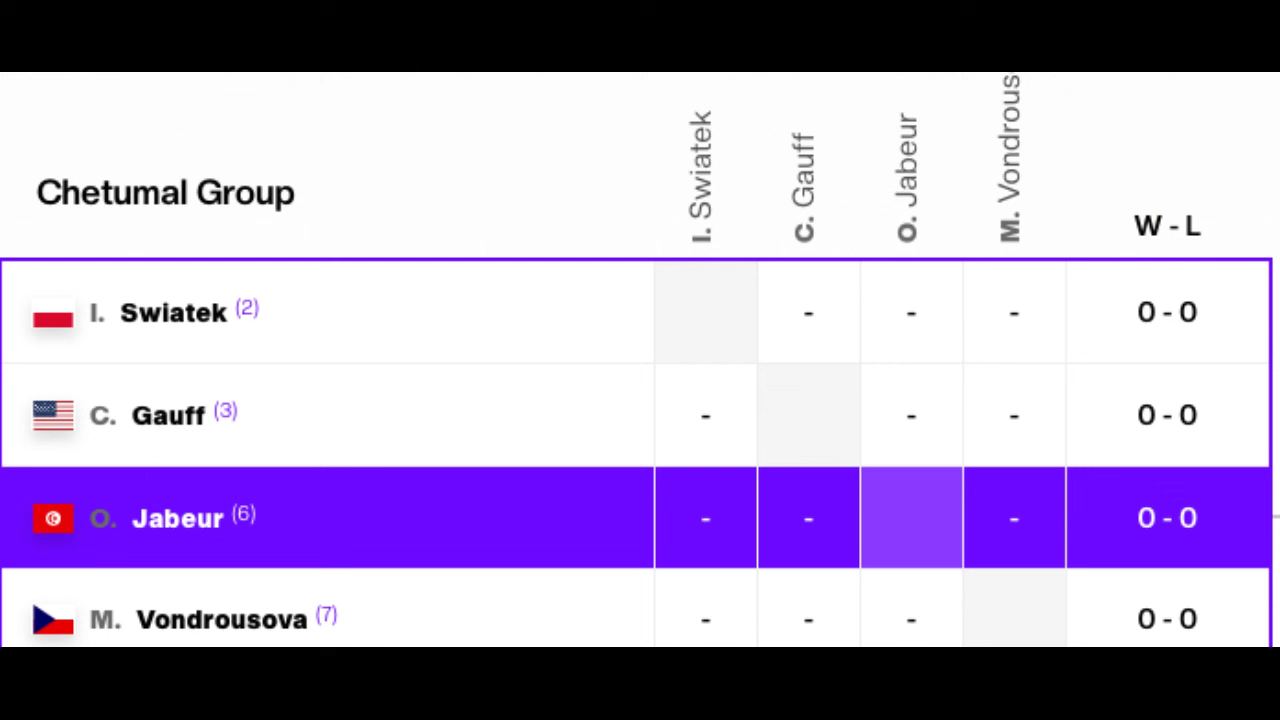 I. Swiatek
C. Gauff
O. Jabeur
M. Vondrous
Chetumal Group
W - L
I. Swiatek (2) - - - 0 - 0
C. Gauff (3) - - - 0 - 0
O. Jabeur (6) - - - 0 - 0
M. Vondrousova (7) - - - 0 - 0